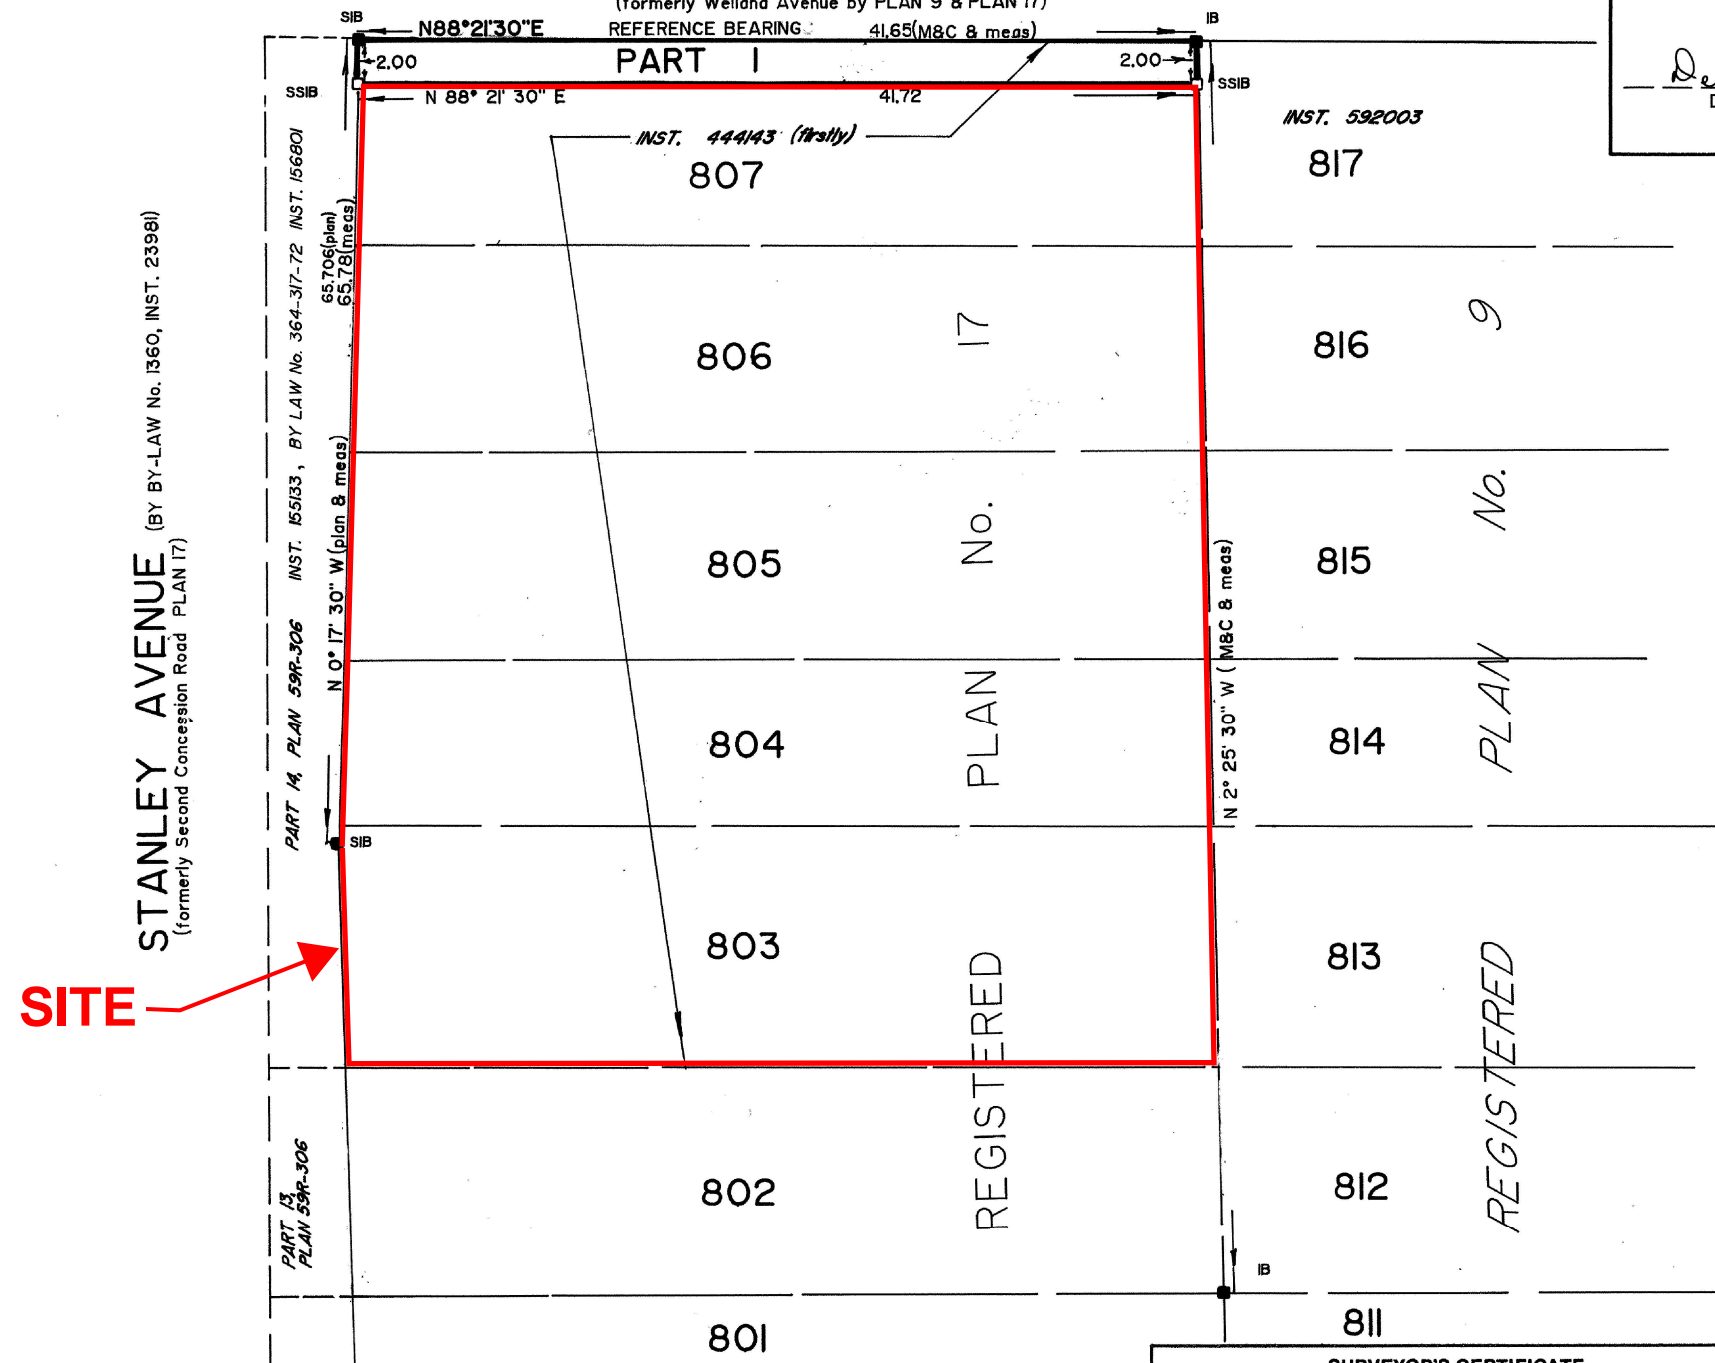 (formerly Welland Avenue by PLAN 9 & PLAN 17)
SIB
N88°21'30"E
REFERENCE BEARING
41.65(M&C & meas)
IB
2.00
PART 1
2.00
SSIB
N 88° 21' 30" E
41.72
SSIB
INST. 444143 (firstly)
INST. 592003
807
817
65.706(plan)
65.78(meas)
806
816
805
815
804
814
SIB
803
813
802
812
IB
801
811
N 0° 17' 30" W (plan & meas)
N 2° 25' 30" W ( M&C & meas)
PART 14, PLAN 59R-306 INST. 155133, BY LAW No. 364-317-72 INST. 156801
STANLEY AVENUE (BY BY-LAW No. 1360, INST. 23981)
(formerly Second Concession Road PLAN 17)
REGISTERED PLAN No. 17
REGISTERED PLAN No. 9
SITE
PART 13,
PLAN 59R-306
SURVEYOR'S CERTIFICATE